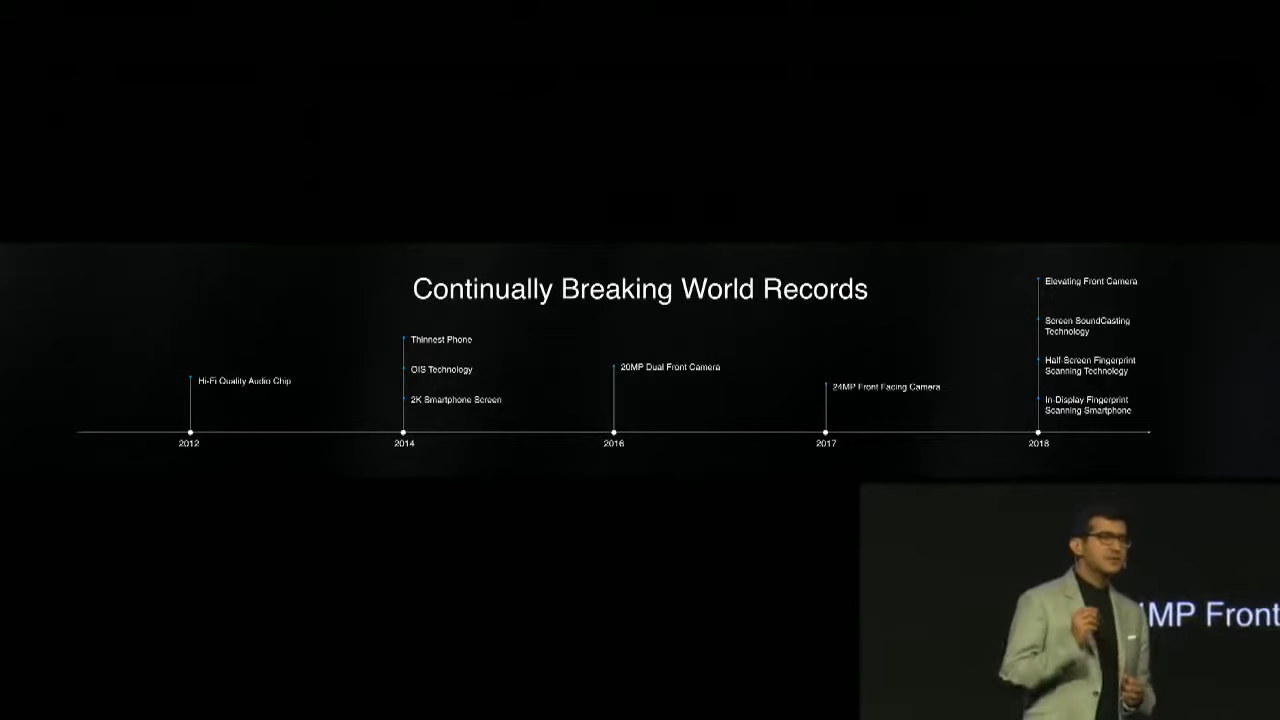 Continually Breaking World Records
Hi-Fi Quality Audio Chip
2012
Thinnest Phone
OIS Technology
2K Smartphone Screen
2014
20MP Dual Front Camera
2016
24MP Front Facing Camera
2017
Elevating Front Camera
Screen SoundCasting
Technology
Half-Screen Fingerprint
Scanning Technology
In-Display Fingerprint
Scanning Smartphone
2018
MP Front